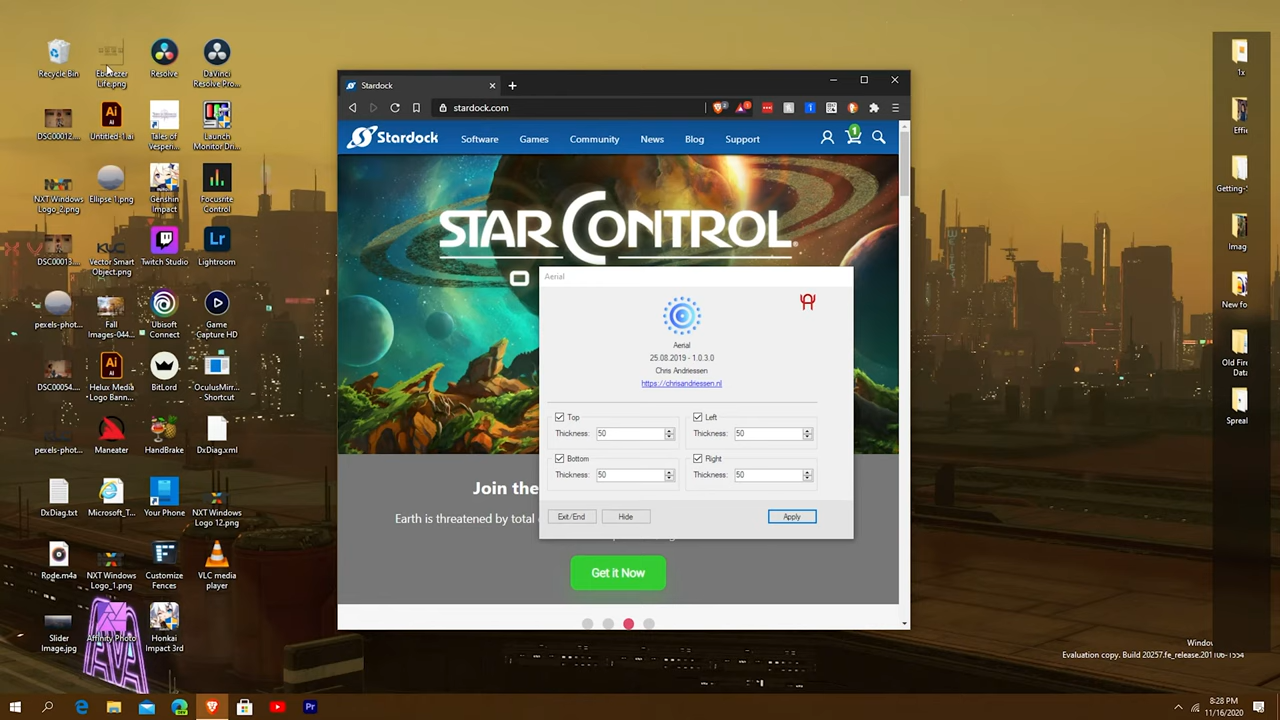 Recycle Bin
Ebenezer
Life.png
Resolve
DaVinci
Resolve Pro...
DSC00012....
Untitled-1.ai
Tales of
Vesperi...
Launch
Monitor Dri...
NXT Windows
Logo_2.png
Ellipse 1.png
Genshin
Impact
Focusrite
Control
DSC00013....
Vector Smart
Object.png
Twitch Studio
Lightroom
pexels-phot...
Fall
Images-044...
Ubisoft
Connect
Game
Capture HD
DSC00054....
Helux Media
Logo Bann...
BitLord
OculusMirr...
- Shortcut
pexels-phot...
Maneater
HandBrake
DxDiag.xml
DxDiag.txt
Microsoft_T...
Your Phone
NXT Windows
Logo 12.png
Rode.m4a
NXT Windows
Logo_1.png
Customize
Fences
VLC media
player
Slider
Image.jpg
Affinity Photo
Honkai
Impact 3rd
Stardock
stardock.com
Stardock
Software
Games
Community
News
Blog
Support
1
STAR CONTROL
Join the
Earth is threatened by total
Get it Now
Aerial
Aerial
25.08.2019 - 1.0.3.0
Chris Andriessen
https://chrisandriessen.nl
Top
Thickness: 50
Left
Thickness: 50
Bottom
Thickness: 50
Right
Thickness: 50
Exit/End
Hide
Apply
1x
Effie
Getting-
Imag
New fo
Old Fire
Data
Window
Evaluation copy. Build 20257.fe_release.201106-1554
8:28 PM
11/16/2020